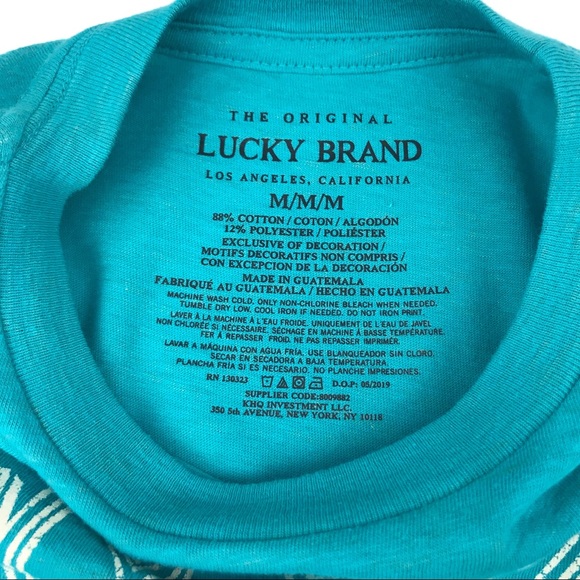 THE ORIGINAL
LUCKY BRAND
LOS ANGELES, CALIFORNIA
M/M/M
88% COTTON / COTON / ALGODÓN
12% POLYESTER / POLIÉSTER
EXCLUSIVE OF DECORATION /
MOTIFS DECORATIFS NON COMPRIS /
CON EXCEPCION DE LA DECORACIÓN
MADE IN GUATEMALA
FABRIQUÉ AU GUATEMALA / HECHO EN GUATEMALA
MACHINE WASH COLD. ONLY NON-CHLORINE BLEACH WHEN NEEDED.
TUMBLE DRY LOW. COOL IRON IF NEEDED. DO NOT IRON PRINT.
LAVER À LA MACHINE À L'EAU FROIDE. UNIQUEMENT DE L'EAU DE JAVEL
NON CHLORÉE SI NÉCESSAIRE. SÉCHAGE EN MACHINE À BASSE TEMPÉRATURE.
FER À REPASSER FROID. NE PAS REPASSER IMPRIMÉR.
LAVAR A MÁQUINA CON AGUA FRÍA. USE BLANQUEADOR SIN CLORO.
SECAR EN SECADORA A BAJA TEMPERATURA.
PLANCHA FRÍA SI ES NECESARIO. NO PLANCHE IMPRESIONES.
RN 130323 D.O.P: 05/2019
SUPPLIER CODE:8009882
KHQ INVESTMENT LLC.
350 5th AVENUE, NEW YORK, NY 10118